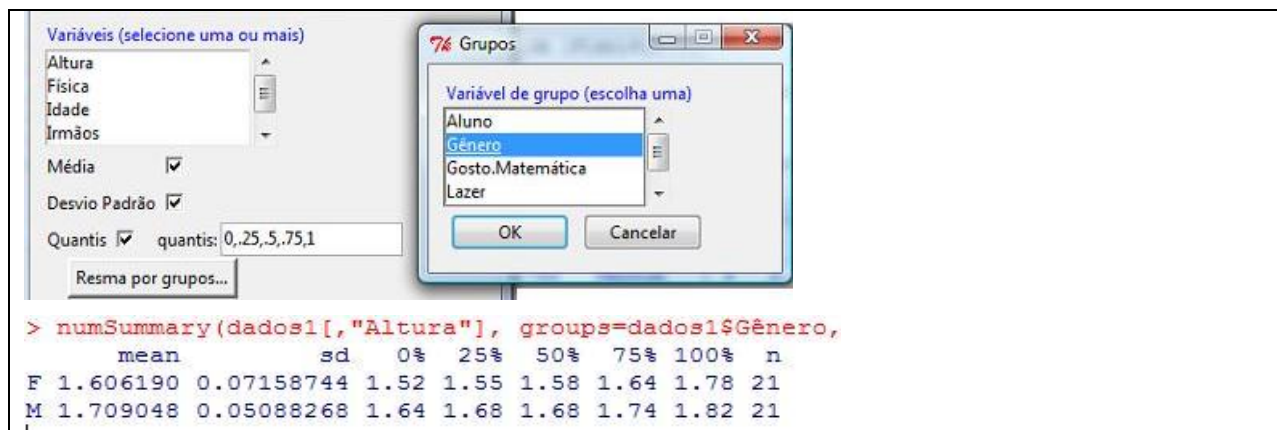 Variáveis (selecione uma ou mais)
Altura
Física
Idade
Irmãos
Média
Desvio Padrão
Quantis quantis: 0,.25,.5,.75,1
Resma por grupos...
Grupos
Variável de grupo (escolha uma)
Aluno
Gênero
Gosto.Matemática
Lazer
OK Cancelar
> numSummary(dados1[,"Altura"], groups=dados1$Gênero,
mean sd 0% 25% 50% 75% 100% n
F 1.606190 0.07158744 1.52 1.55 1.58 1.64 1.78 21
M 1.709048 0.05088268 1.64 1.68 1.68 1.74 1.82 21